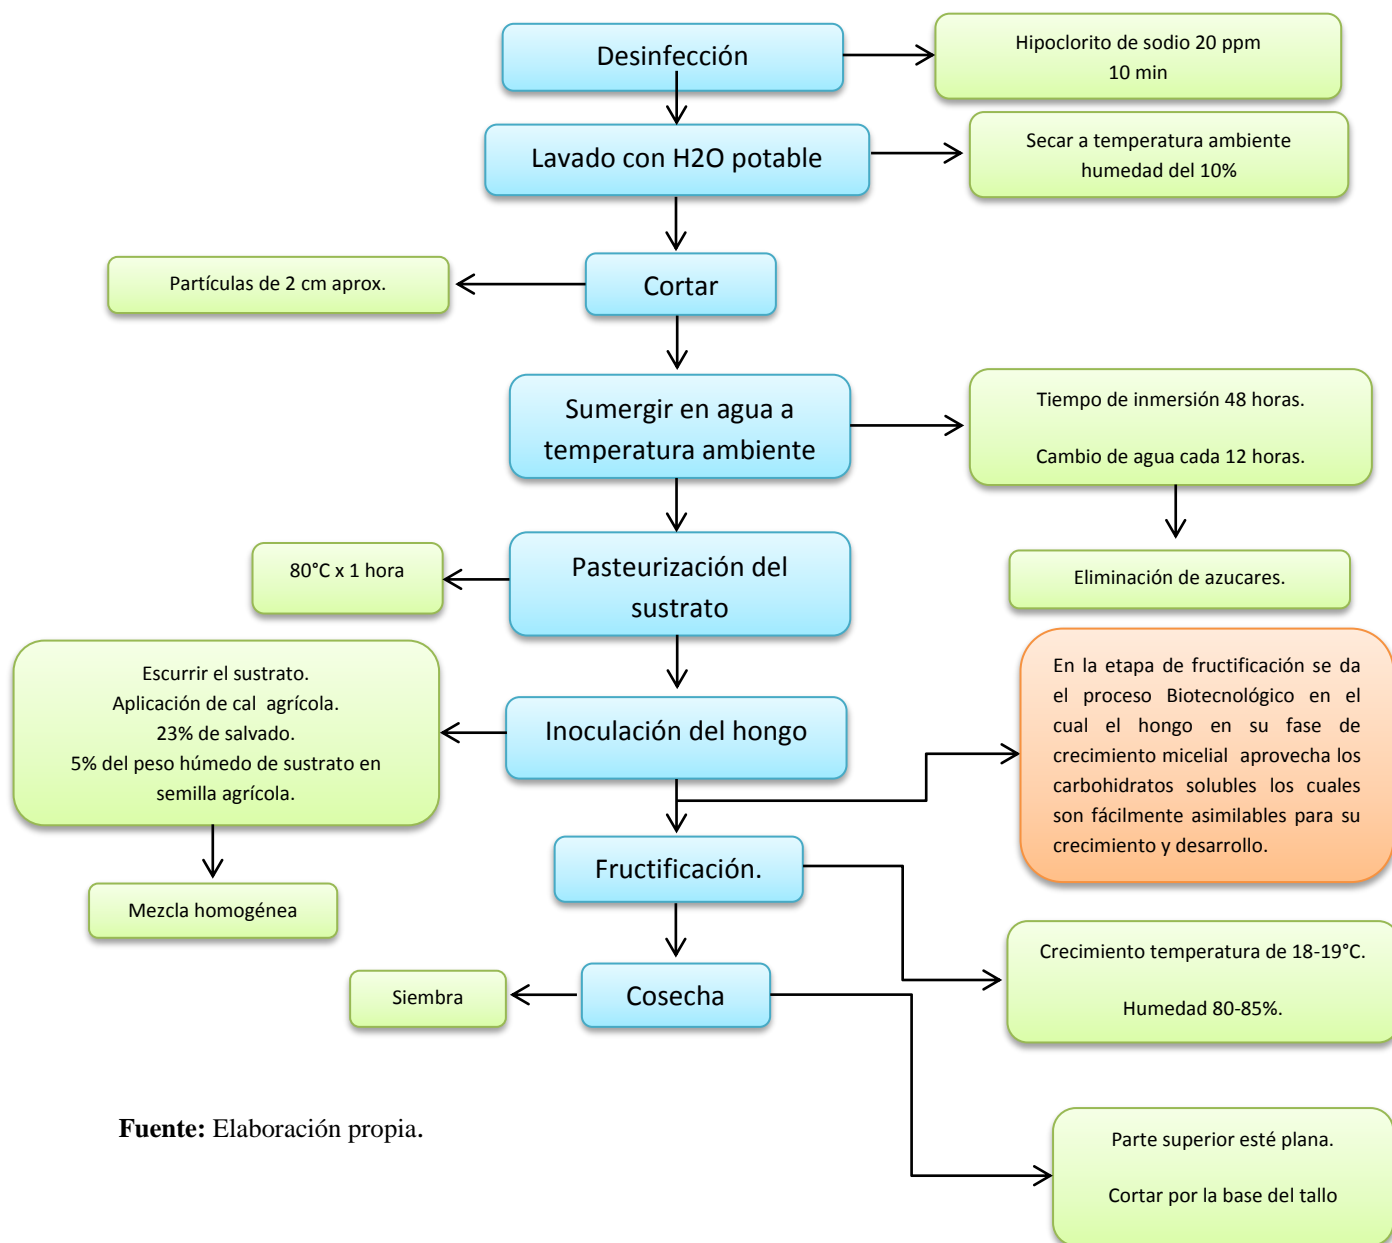 Desinfección
Hipoclorito de sodio 20 ppm
10 min
Lavado con H2O potable
Secar a temperatura ambiente
humedad del 10%
Partículas de 2 cm aprox.
Cortar
Sumergir en agua a
temperatura ambiente
Tiempo de inmersión 48 horas.
Cambio de agua cada 12 horas.
80°C x 1 hora
Pasteurización del
sustrato
Eliminación de azucares.
Escurrir el sustrato.
Aplicación de cal agrícola.
23% de salvado.
5% del peso húmedo de sustrato en
semilla agrícola.
Inoculación del hongo
En la etapa de fructificación se da
el proceso Biotecnológico en el
cual el hongo en su fase de
crecimiento micelial aprovecha los
carbohidratos solubles los cuales
son fácilmente asimilables para su
crecimiento y desarrollo.
Mezcla homogénea
Fructificación.
Crecimiento temperatura de 18-19°C.
Humedad 80-85%.
Siembra
Cosecha
Parte superior esté plana.
Cortar por la base del tallo
Fuente: Elaboración propia.